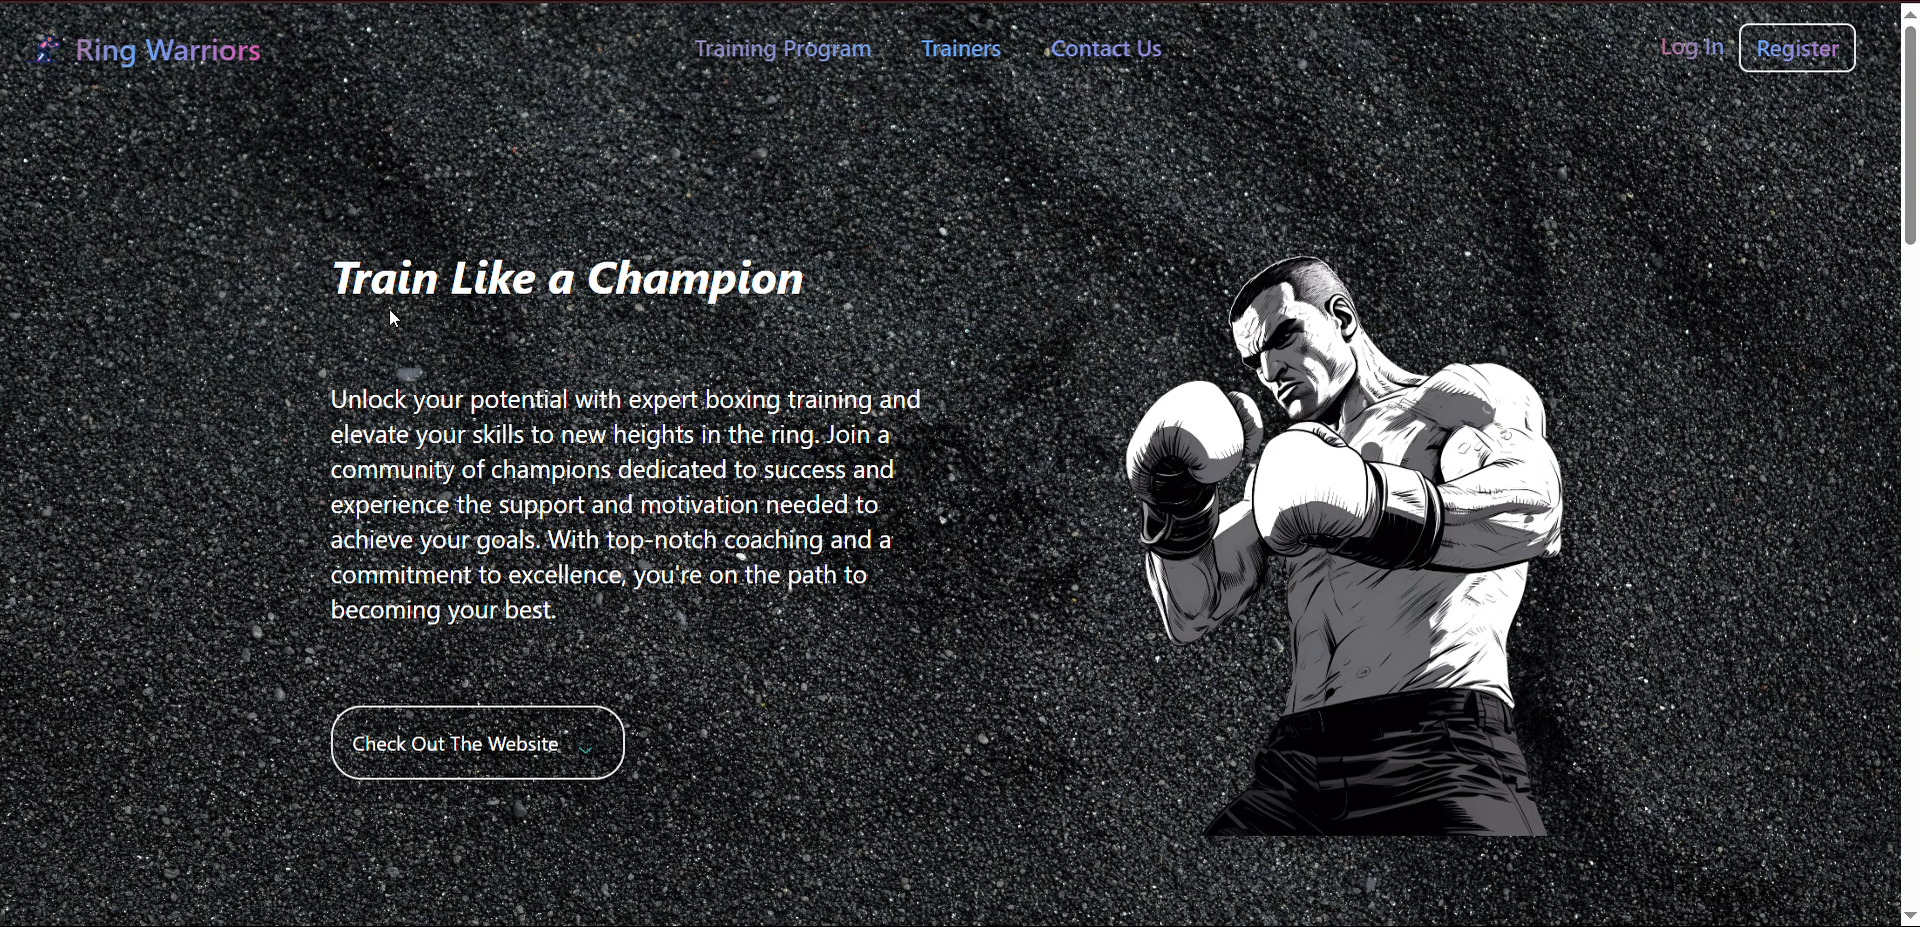 Ring Warriors
Training Program
Trainers
Contact Us
Log In
Register
Train Like a Champion
Unlock your potential with expert boxing training and
elevate your skills to new heights in the ring. Join a
community of champions dedicated to success and
experience the support and motivation needed to
achieve your goals. With top-notch coaching and a
commitment to excellence, you're on the path to
becoming your best.
Check Out The Website